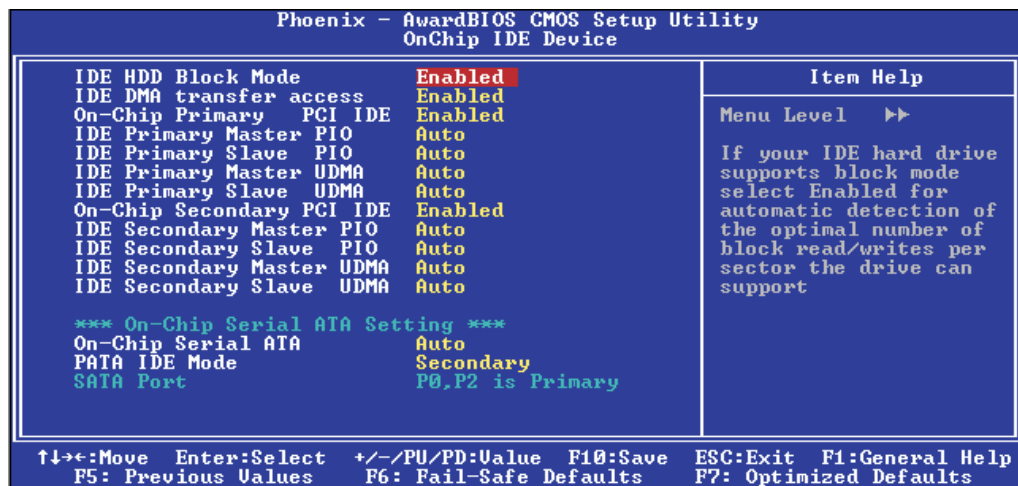 Phoenix - AwardBIOS CMOS Setup Utility
OnChip IDE Device
IDE HDD Block Mode Enabled
IDE DMA transfer access Enabled
On-Chip Primary PCI IDE Enabled
IDE Primary Master PIO Auto
IDE Primary Slave PIO Auto
IDE Primary Master UDMA Auto
IDE Primary Slave UDMA Auto
On-Chip Secondary PCI IDE Enabled
IDE Secondary Master PIO Auto
IDE Secondary Slave PIO Auto
IDE Secondary Master UDMA Auto
IDE Secondary Slave UDMA Auto
*** On-Chip Serial ATA Setting ***
On-Chip Serial ATA Auto
PATA IDE Mode Secondary
SATA Port P0,P2 is Primary
Item Help
Menu Level ▶▶
If your IDE hard drive
supports block mode
select Enabled for
automatic detection of
the optimal number of
block read/writes per
sector the drive can
support
↑↓→←:Move Enter:Select +/-/PU/PD:Value F10:Save ESC:Exit F1:General Help
F5: Previous Values F6: Fail-Safe Defaults F7: Optimized Defaults